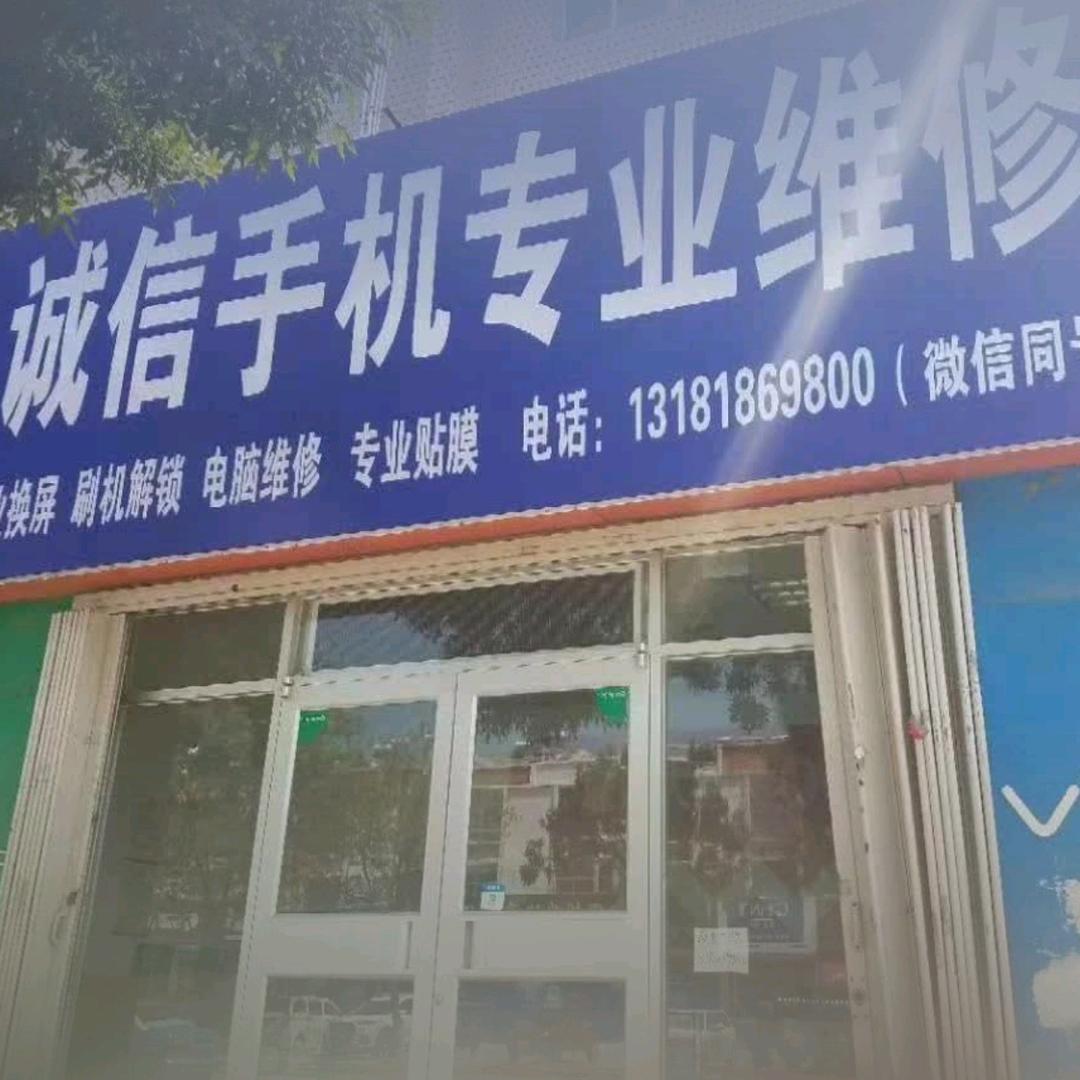 诚信手机专业维修
换屏 刷机解锁 电脑维修 专业贴膜 电话：13181869800（微信同号